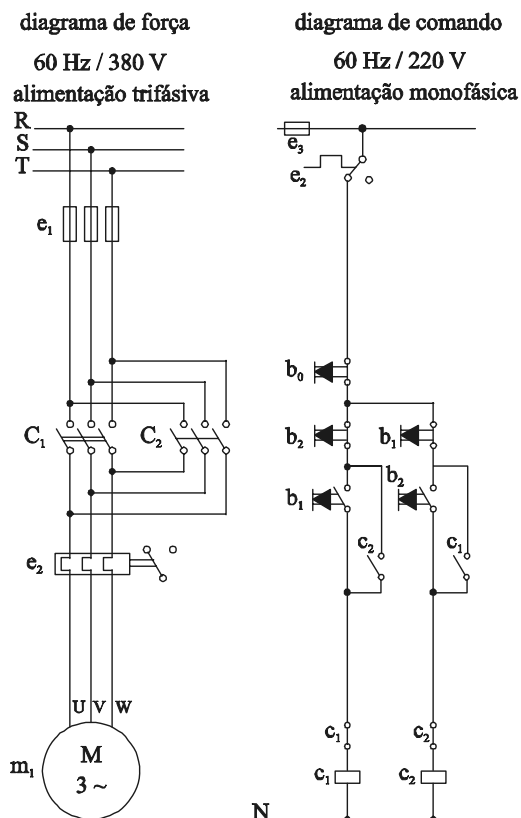 diagrama de força
60 Hz / 380 V
alimentação trifásiva
R
S
T
e1
C1
C2
e2
U V W
m1
M
3 ~
diagrama de comando
60 Hz / 220 V
alimentação monofásica
e3
e2
b0
b2
b1
b1
b2
c2
c1
c1
c2
c1
c2
N